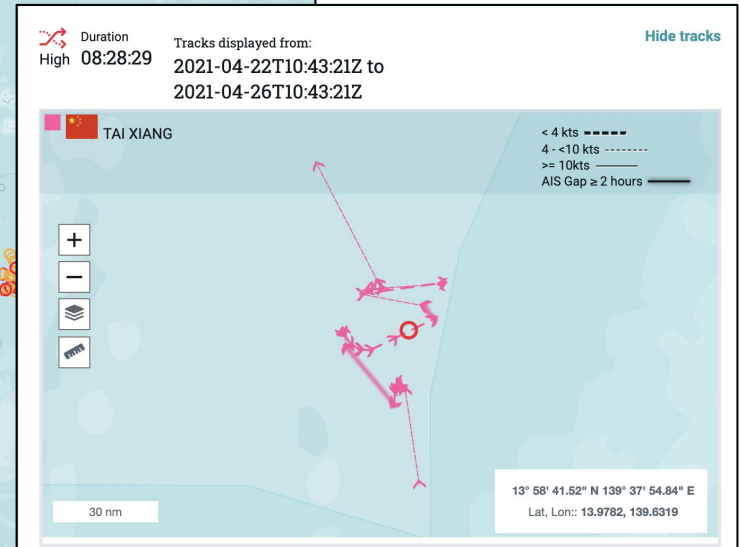 Duration
High 08:28:29
Tracks displayed from:
2021-04-22T10:43:21Z to
2021-04-26T10:43:21Z
Hide tracks
TAI XIANG
< 4 kts
4 - <10 kts
>= 10kts
AIS Gap ≥ 2 hours
+
−
30 nm
13° 58' 41.52" N 139° 37' 54.84" E
Lat, Lon:: 13.9782, 139.6319